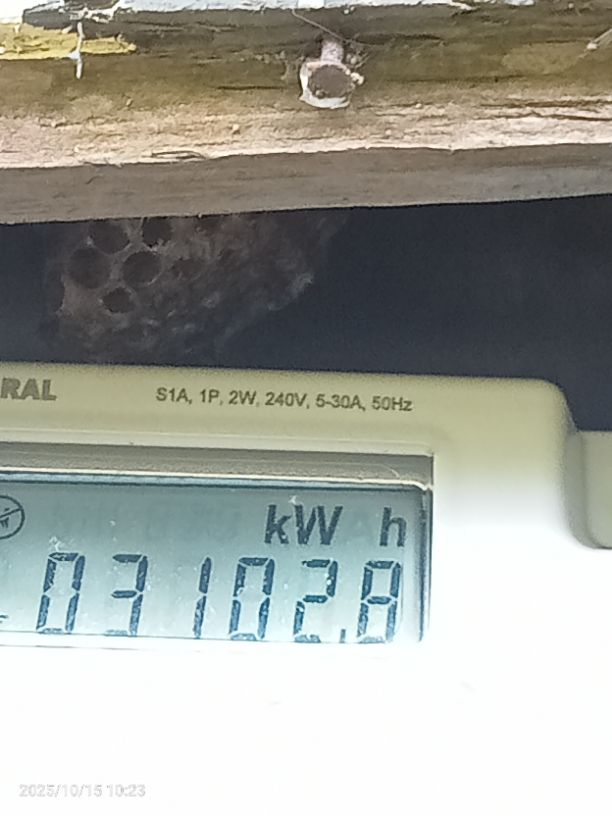 RAL
S1A, 1P, 2W, 240V, 5-30A, 50Hz
kW h
03102.8
2025/10/15 10:23